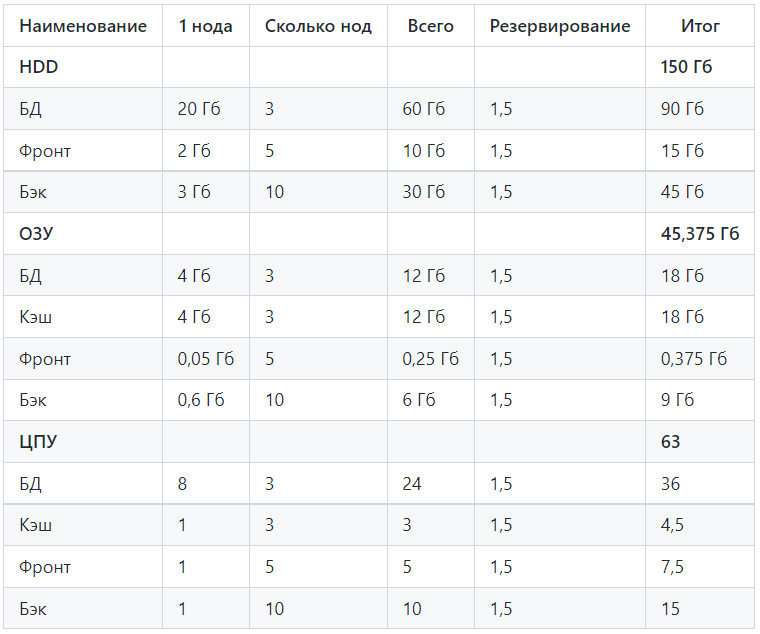 Наименование 1 нода Сколько нод Всего Резервирование Итог
HDD 150 Гб
БД 20 Гб 3 60 Гб 1,5 90 Гб
Фронт 2 Гб 5 10 Гб 1,5 15 Гб
Бэк 3 Гб 10 30 Гб 1,5 45 Гб
ОЗУ 45,375 Гб
БД 4 Гб 3 12 Гб 1,5 18 Гб
Кэш 4 Гб 3 12 Гб 1,5 18 Гб
Фронт 0,05 Гб 5 0,25 Гб 1,5 0,375 Гб
Бэк 0,6 Гб 10 6 Гб 1,5 9 Гб
ЦПУ 63
БД 8 3 24 1,5 36
Кэш 1 3 3 1,5 4,5
Фронт 1 5 5 1,5 7,5
Бэк 1 10 10 1,5 15